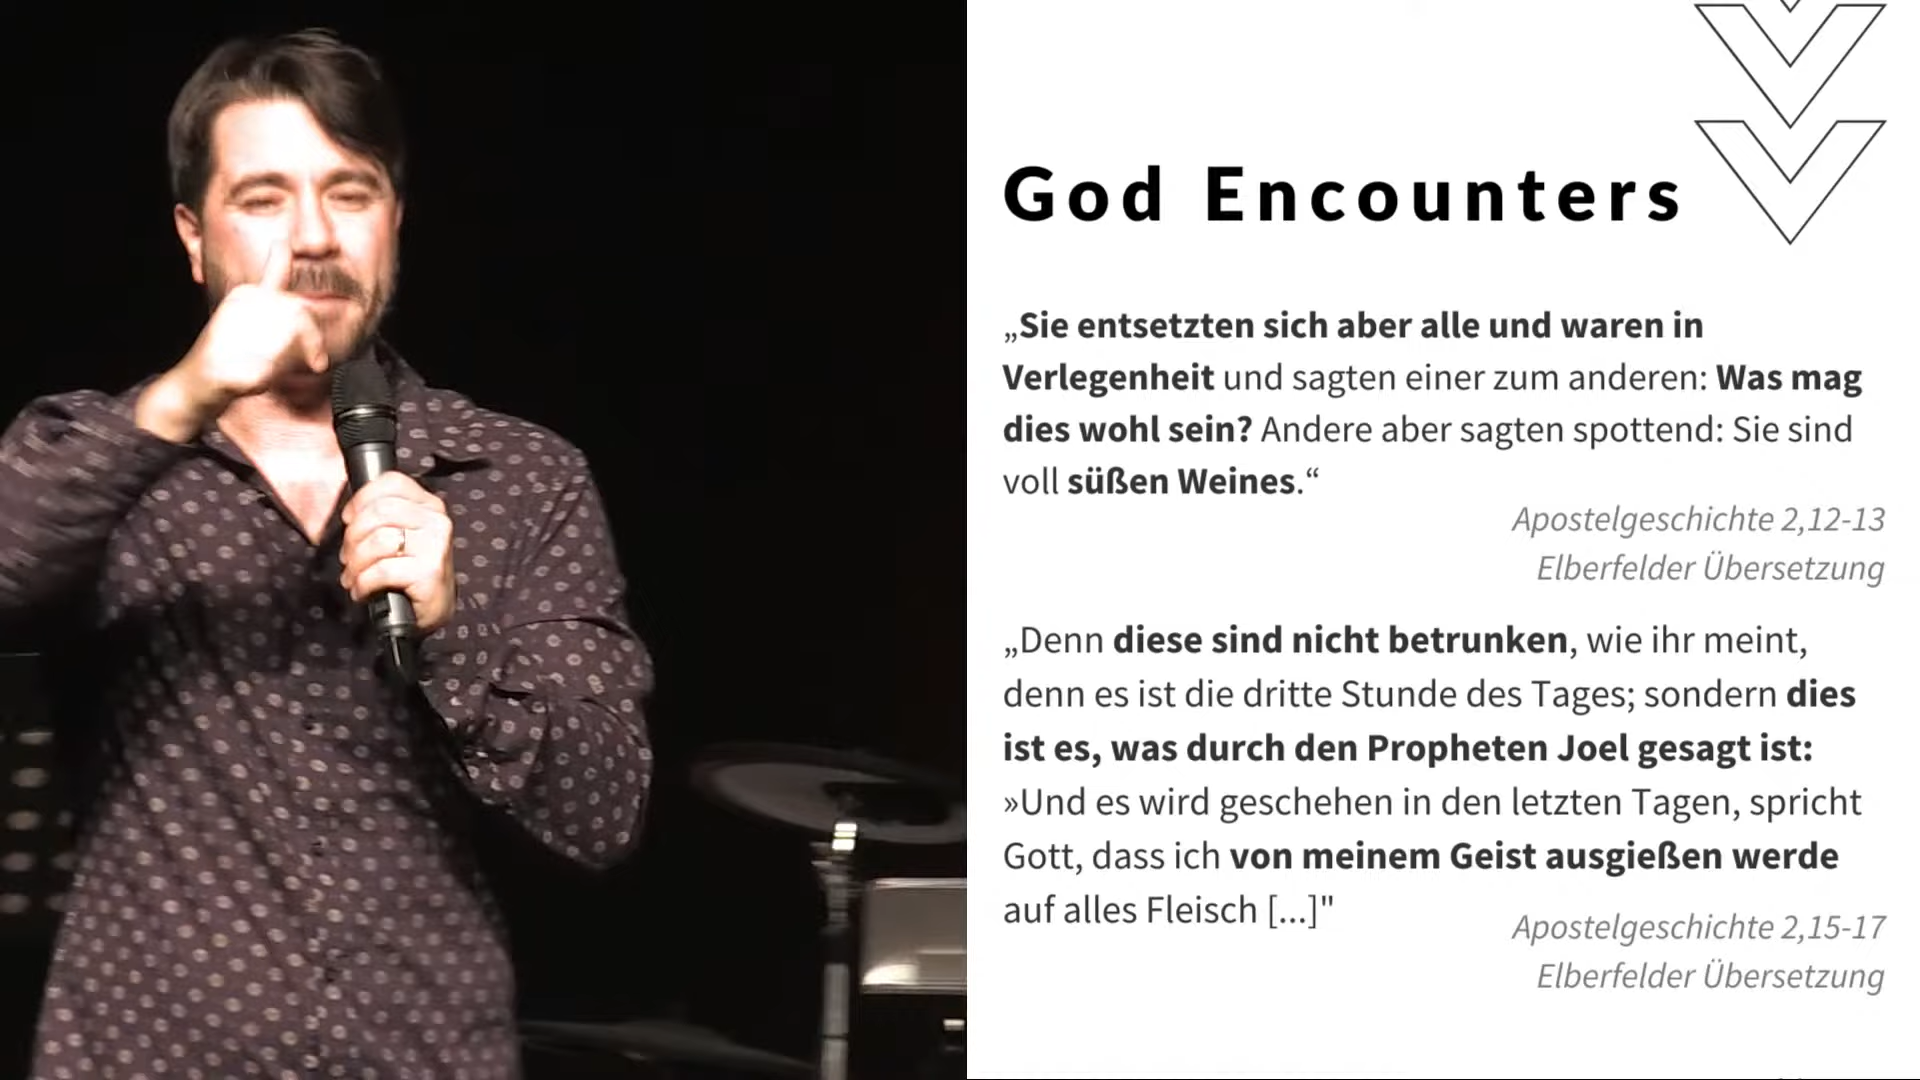 God Encounters
„Sie entsetzten sich aber alle und waren in
Verlegenheit und sagten einer zum anderen: Was mag
dies wohl sein? Andere aber sagten spottend: Sie sind
voll süßen Weines.“
Apostelgeschichte 2,12-13
Elberfelder Übersetzung
„Denn diese sind nicht betrunken, wie ihr meint,
denn es ist die dritte Stunde des Tages; sondern dies
ist es, was durch den Propheten Joel gesagt ist:
»Und es wird geschehen in den letzten Tagen, spricht
Gott, dass ich von meinem Geist ausgießen werde
auf alles Fleisch [...]"
Apostelgeschichte 2,15-17
Elberfelder Übersetzung